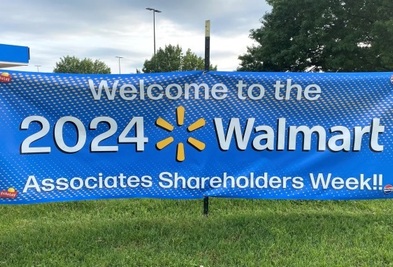 Welcome to the
2024 Walmart
Associates Shareholders Week!!